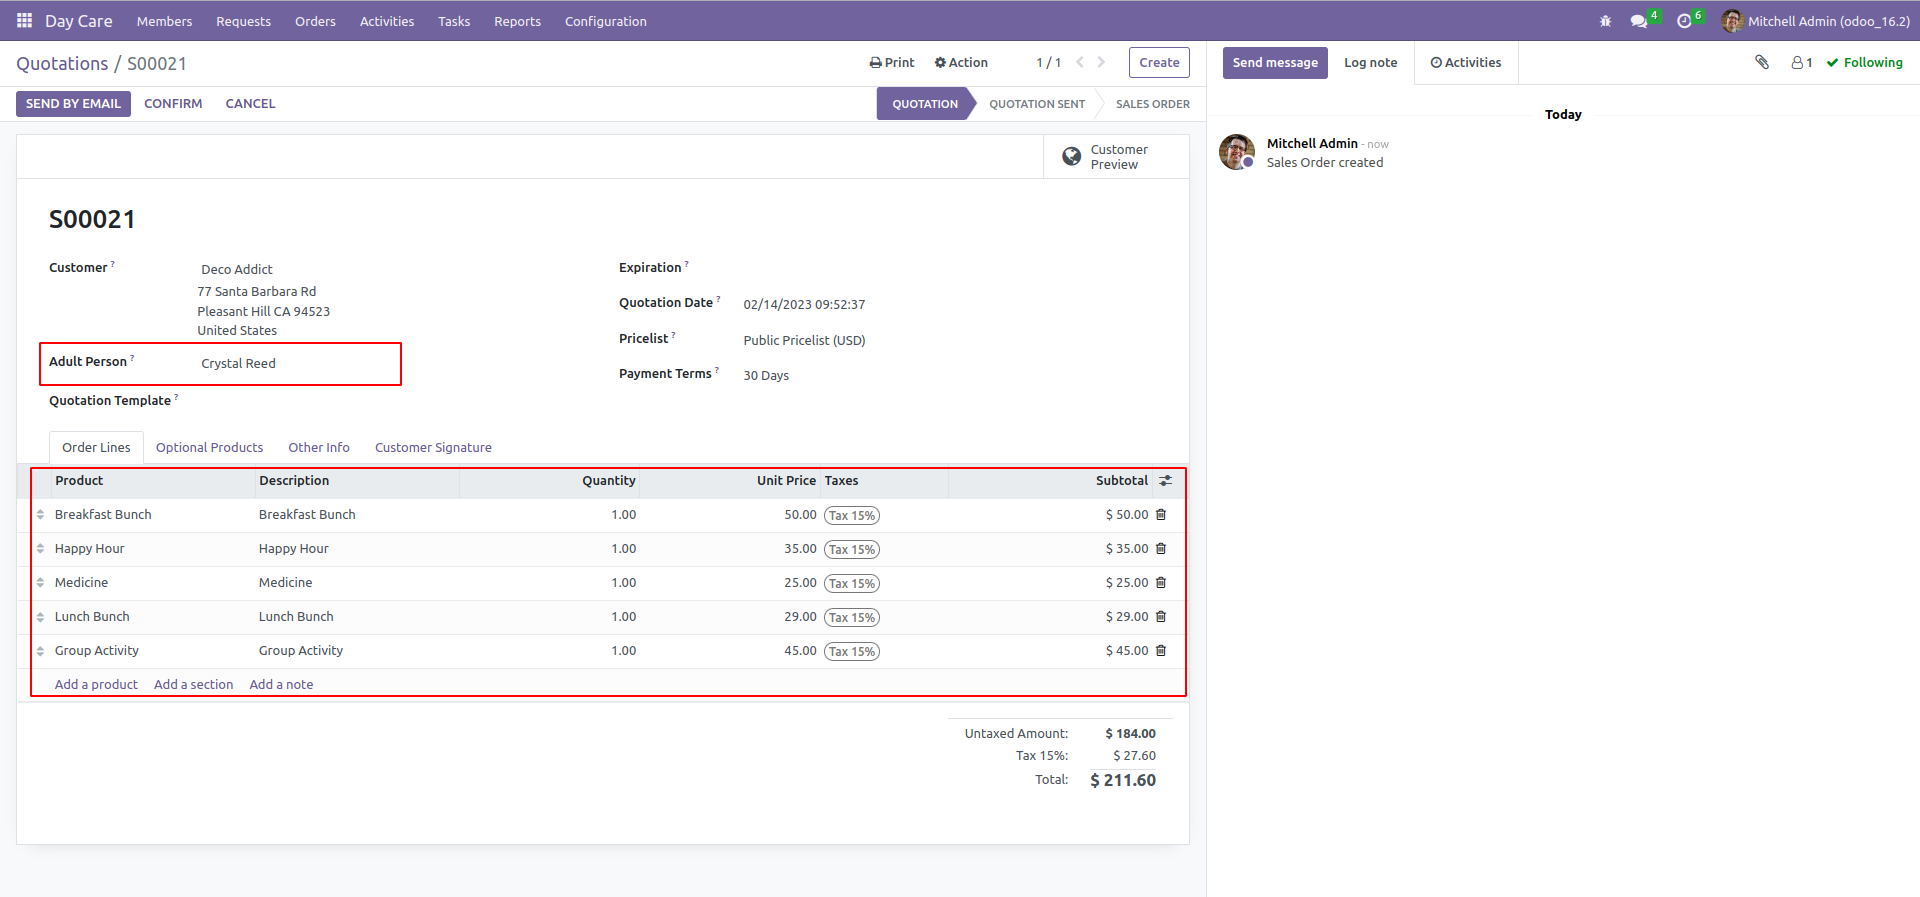 Day Care Members Requests Orders Activities Tasks Reports Configuration 4 6 Mitchell Admin (odoo_16.2)
Quotations / S00021 Print Action 1 / 1 Create Send message Log note Activities 1 Following
SEND BY EMAIL CONFIRM CANCEL QUOTATION QUOTATION SENT SALES ORDER
Today
Mitchell Admin - now
Sales Order created
Customer
Preview
S00021
Customer ? Deco Addict
77 Santa Barbara Rd
Pleasant Hill CA 94523
United States
Adult Person ? Crystal Reed
Quotation Template ?
Expiration ?
Quotation Date ? 02/14/2023 09:52:37
Pricelist ? Public Pricelist (USD)
Payment Terms ? 30 Days
Order Lines Optional Products Other Info Customer Signature
Product Description Quantity Unit Price Taxes Subtotal
Breakfast Bunch Breakfast Bunch 1.00 50.00 Tax 15% $ 50.00
Happy Hour Happy Hour 1.00 35.00 Tax 15% $ 35.00
Medicine Medicine 1.00 25.00 Tax 15% $ 25.00
Lunch Bunch Lunch Bunch 1.00 29.00 Tax 15% $ 29.00
Group Activity Group Activity 1.00 45.00 Tax 15% $ 45.00
Add a product Add a section Add a note
Untaxed Amount: $ 184.00
Tax 15%: $ 27.60
Total: $ 211.60